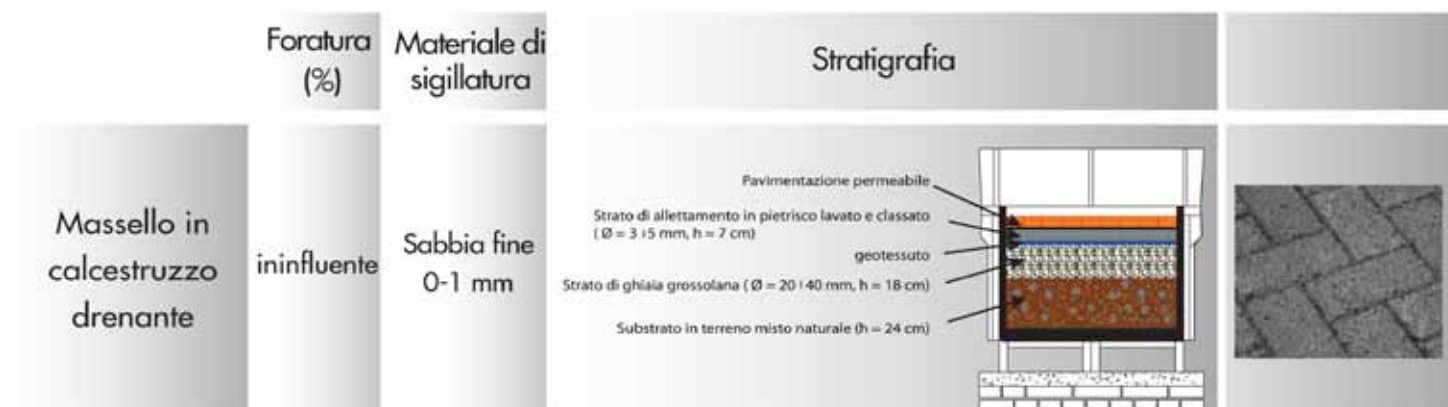 Foratura
(%)
Materiale di
sigillatura
Stratigrafia
Massello in
calcestruzzo
drenante
ininfluente
Sabbia fine
0-1 mm
Pavimentazione permeabile
Strato di allettamento in pietrisco lavato e classato
( Ø = 3÷5 mm, h = 7 cm)
geotessuto
Strato di ghiaia grossolana ( Ø = 20÷40 mm, h = 18 cm)
Substrato in terreno misto naturale (h = 24 cm)